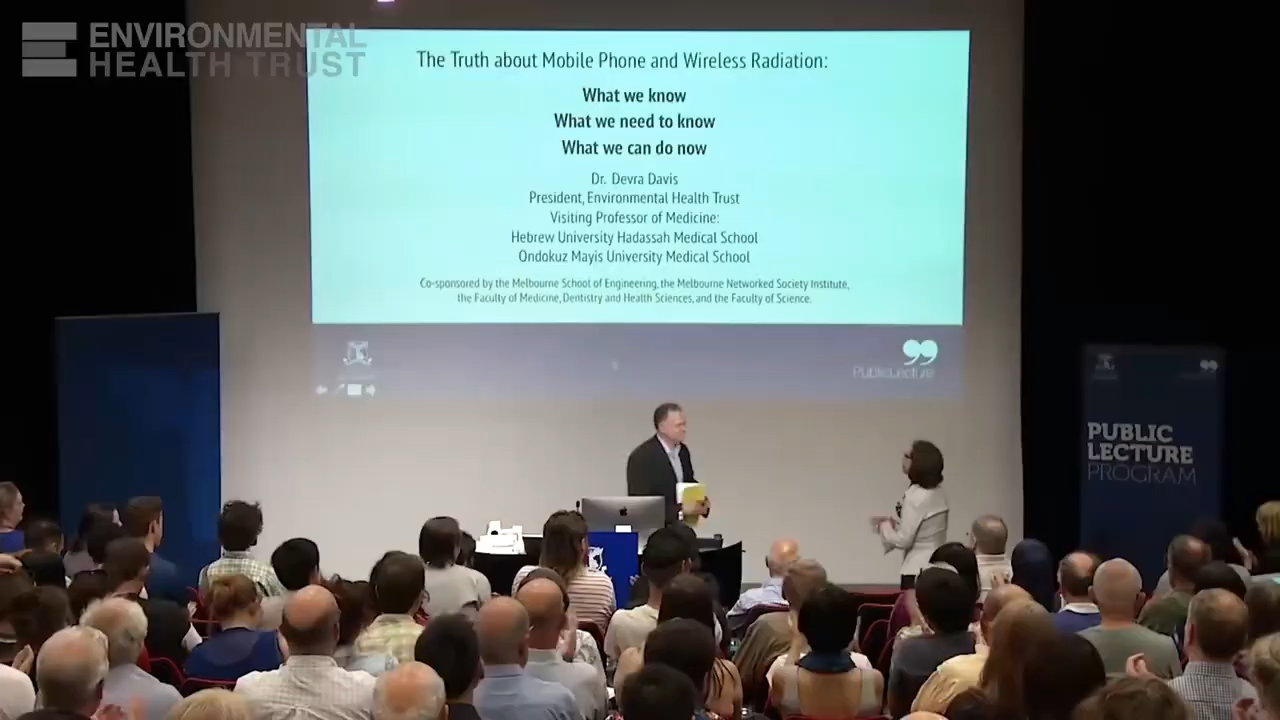 ENVIRONMENTAL
HEALTH TRUST
The Truth about Mobile Phone and Wireless Radiation:
What we know
What we need to know
What we can do now
Dr. Devra Davis
President, Environmental Health Trust
Visiting Professor of Medicine:
Hebrew University Hadassah Medical School
Ondokuz Mayis University Medical School
Co-sponsored by the Melbourne School of Engineering, the Melbourne Networked Society Institute,
the Faculty of Medicine, Dentistry and Health Sciences, and the Faculty of Science.
PublicLecture
PUBLIC
LECTURE
PROGRAM